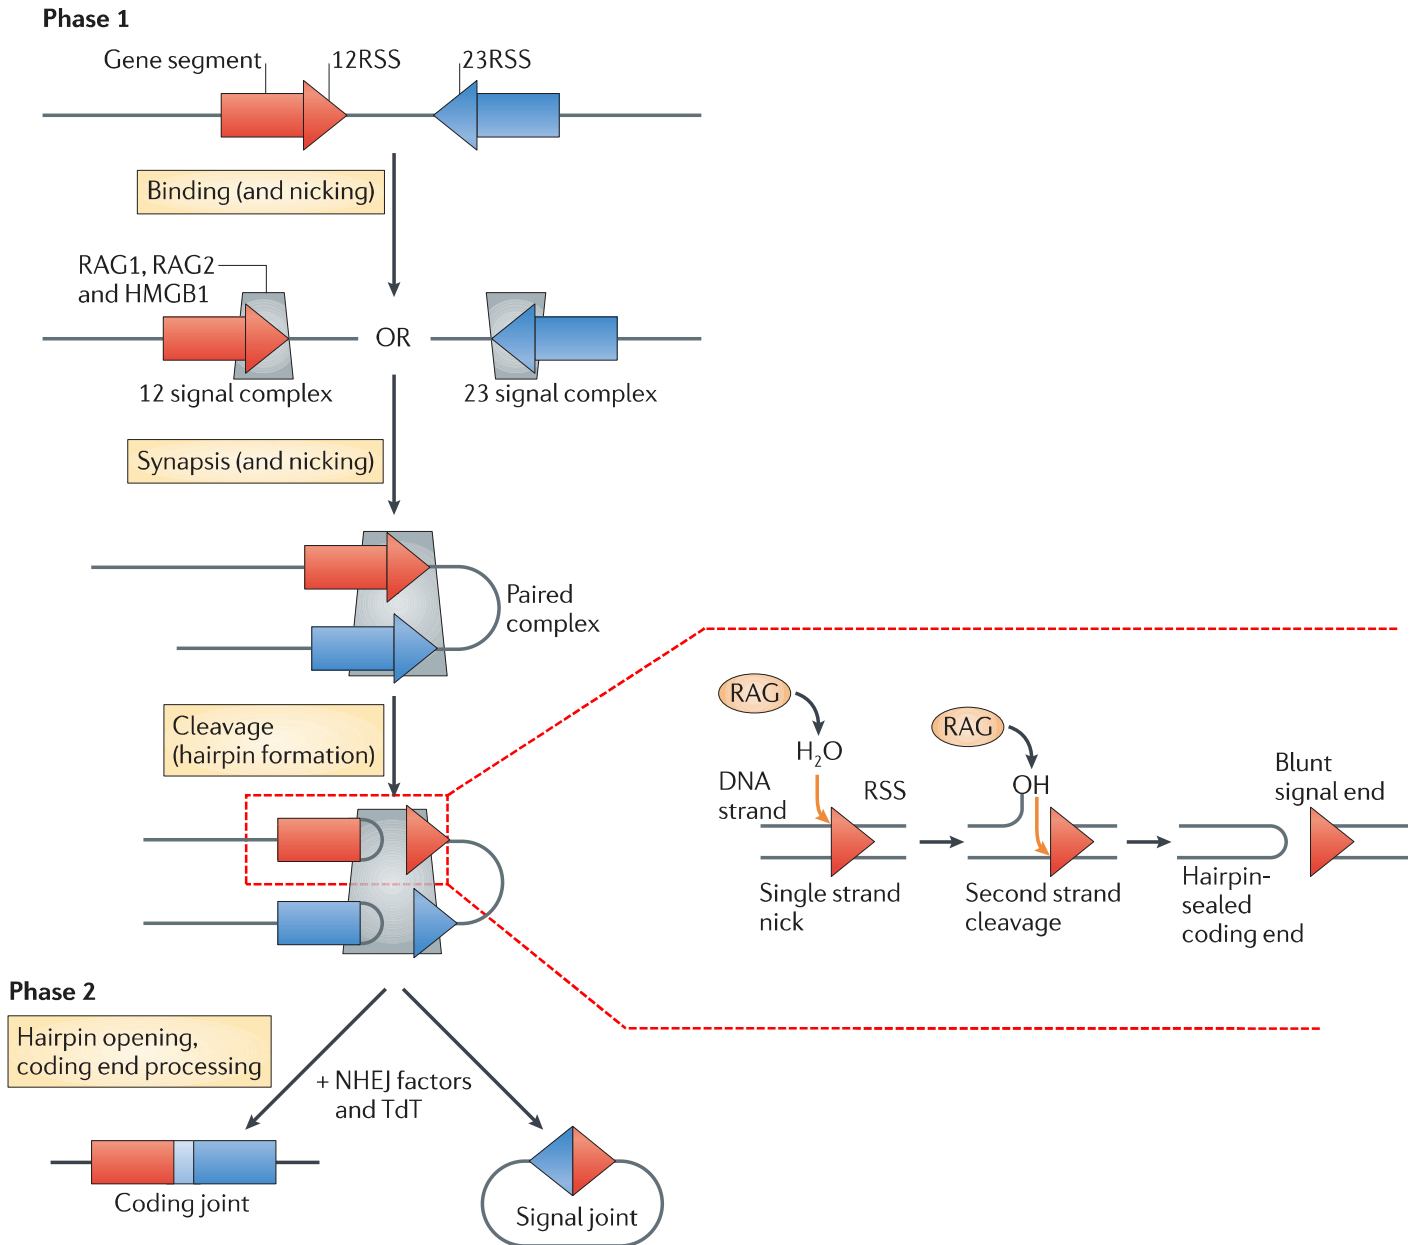 Phase 1
Gene segment
12RSS
23RSS
Binding (and nicking)
RAG1, RAG2
and HMGB1
OR
12 signal complex
23 signal complex
Synapsis (and nicking)
Paired
complex
Cleavage
(hairpin formation)
RAG
H₂O
DNA
strand
RSS
Single strand
nick
RAG
OH
Second strand
cleavage
Blunt
signal end
Hairpin-
sealed
coding end
Phase 2
Hairpin opening,
coding end processing
+ NHEJ factors
and TdT
Coding joint
Signal joint